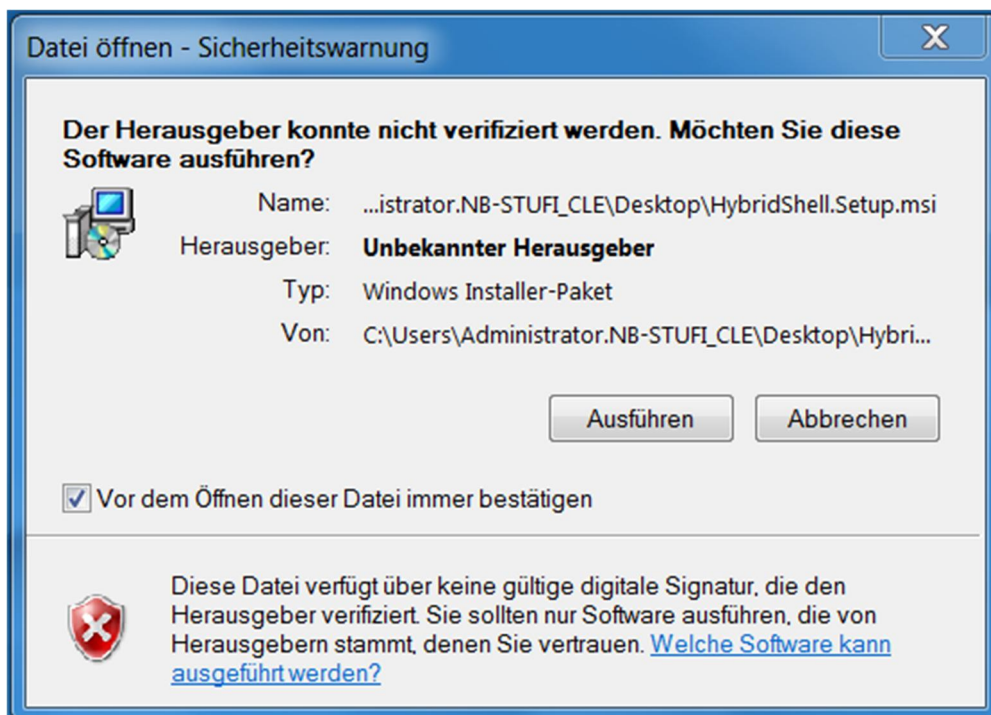 Datei öffnen - Sicherheitswarnung
Der Herausgeber konnte nicht verifiziert werden. Möchten Sie diese
Software ausführen?
Name: ...istrator.NB-STUFI_CLE\Desktop\HybridShell.Setup.msi
Herausgeber: Unbekannter Herausgeber
Typ: Windows Installer-Paket
Von: C:\Users\Administrator.NB-STUFI_CLE\Desktop\Hybri...
Ausführen Abbrechen
Vor dem Öffnen dieser Datei immer bestätigen
Diese Datei verfügt über keine gültige digitale Signatur, die den
Herausgeber verifiziert. Sie sollten nur Software ausführen, die von
Herausgebern stammt, denen Sie vertrauen. Welche Software kann
ausgeführt werden?